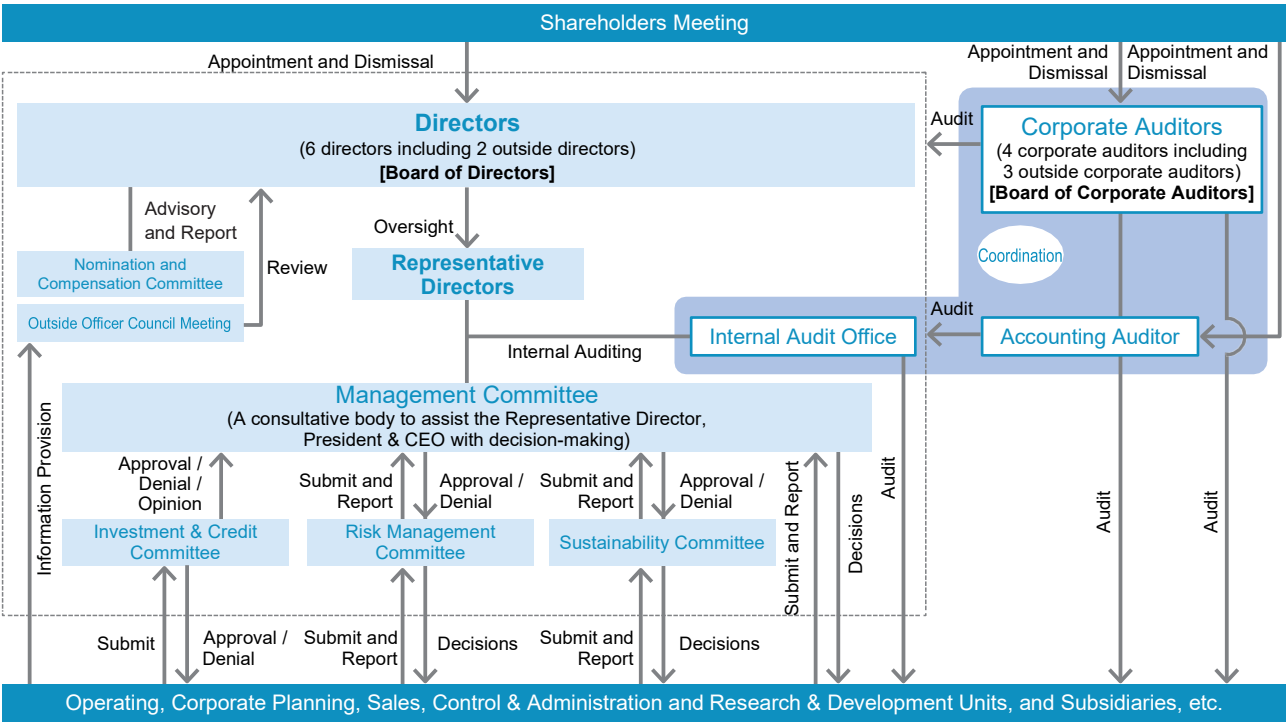 Shareholders Meeting
Appointment and Dismissal
Appointment and
Dismissal
Appointment and
Dismissal
Directors
(6 directors including 2 outside directors)
[Board of Directors]
Audit
Corporate Auditors
(4 corporate auditors including
3 outside corporate auditors)
[Board of Corporate Auditors]
Advisory
and Report
Oversight
Review
Nomination and
Compensation Committee
Representative
Directors
Coordination
Outside Officer Council Meeting
Internal Auditing
Internal Audit Office
Audit
Accounting Auditor
Management Committee
(A consultative body to assist the Representative Director,
President & CEO with decision-making)
Information Provision
Approval /
Denial /
Opinion
Submit and
Report
Approval /
Denial
Submit and
Report
Approval /
Denial
Submit and Report
Decisions
Audit
Audit
Audit
Investment & Credit
Committee
Risk Management
Committee
Sustainability Committee
Submit
Approval /
Denial
Submit and
Report
Decisions
Submit and
Report
Decisions
Operating, Corporate Planning, Sales, Control & Administration and Research & Development Units, and Subsidiaries, etc.